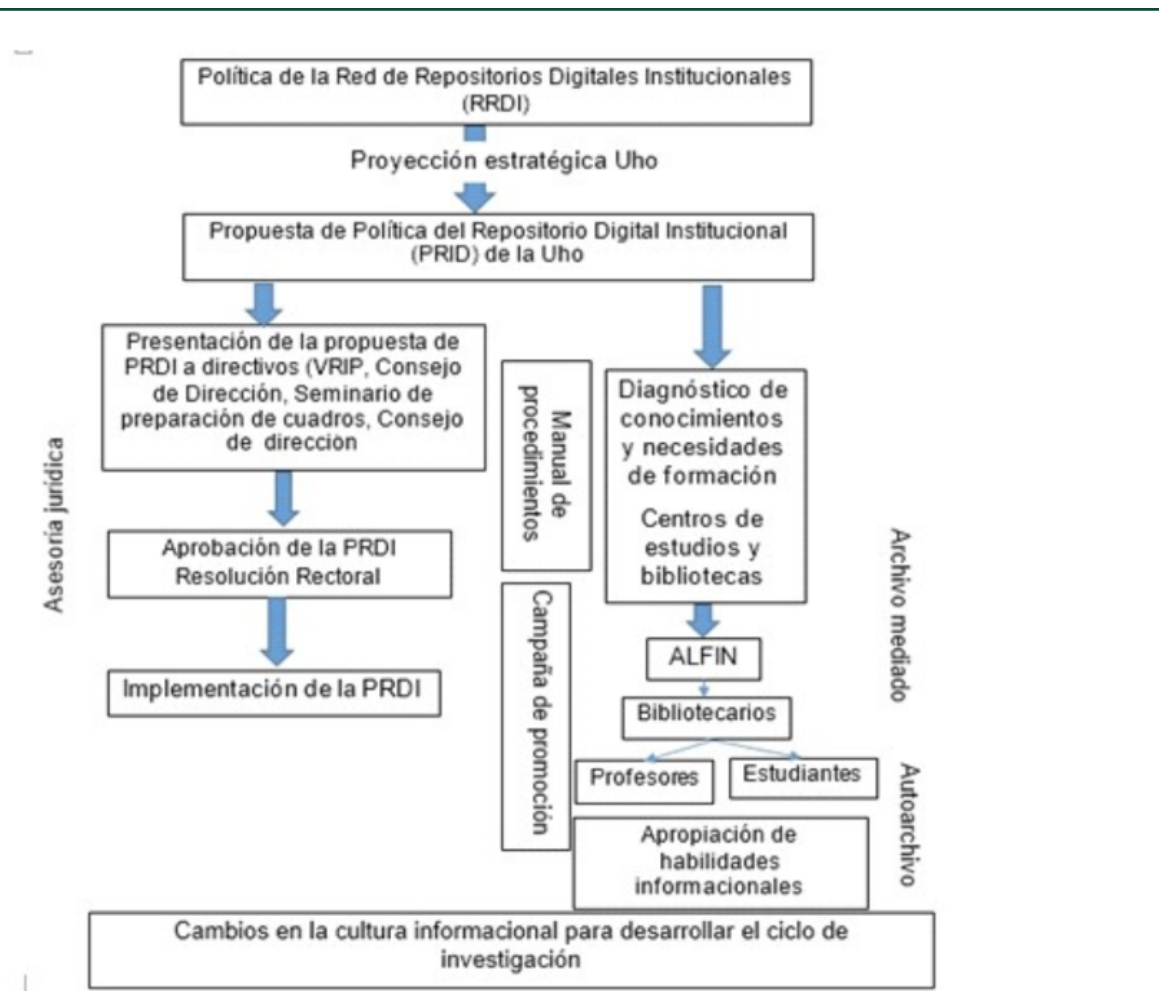 Política de la Red de Repositorios Digitales Institucionales
(RRDI)
Proyección estratégica Uho
Propuesta de Política del Repositorio Digital Institucional
(PRID) de la Uho
Presentación de la propuesta de
PRDI a directivos (VRIP, Consejo
de Dirección, Seminario de
preparación de cuadros, Consejo
de dirección
Asesoría jurídica
Aprobación de la PRDI
Resolución Rectoral
Implementación de la PRDI
Manual de
procedimientos
Campaña de promoción
Diagnóstico de
conocimientos
y necesidades
de formación
Centros de
estudios y
bibliotecas
ALFIN
Bibliotecarios
Profesores
Estudiantes
Apropiación de
habilidades
informacionales
Archivo mediado
Autoarchivo
Cambios en la cultura informacional para desarrollar el ciclo de
investigación